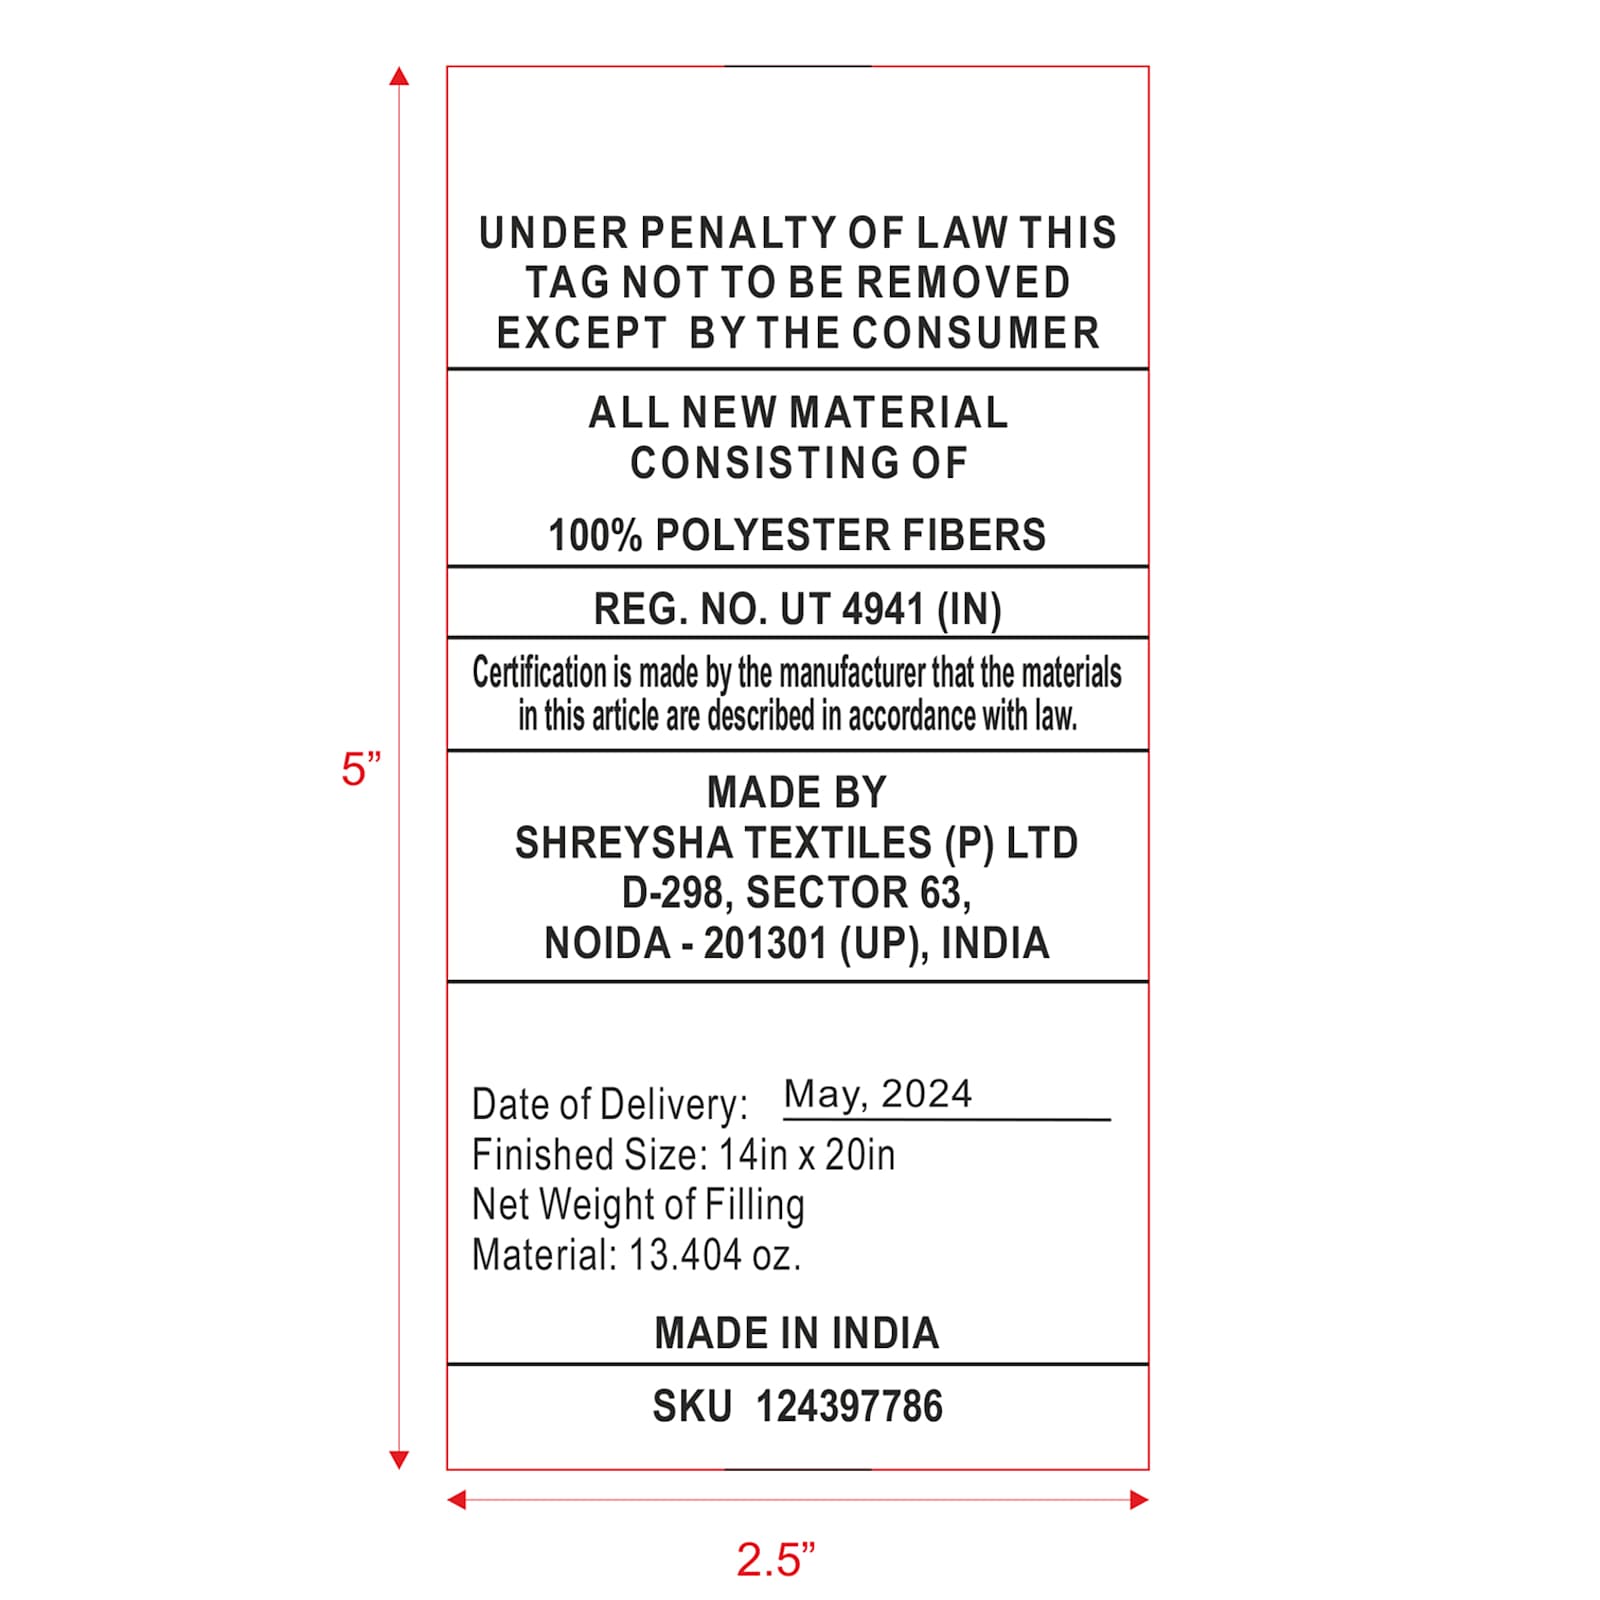 UNDER PENALTY OF LAW THIS
TAG NOT TO BE REMOVED
EXCEPT BY THE CONSUMER
ALL NEW MATERIAL
CONSISTING OF
100% POLYESTER FIBERS
REG. NO. UT 4941 (IN)
Certification is made by the manufacturer that the materials
in this article are described in accordance with law.
5”
MADE BY
SHREYSHA TEXTILES (P) LTD
D-298, SECTOR 63,
NOIDA - 201301 (UP), INDIA
Date of Delivery: May, 2024
Finished Size: 14in x 20in
Net Weight of Filling
Material: 13.404 oz.
MADE IN INDIA
SKU 124397786
2.5”